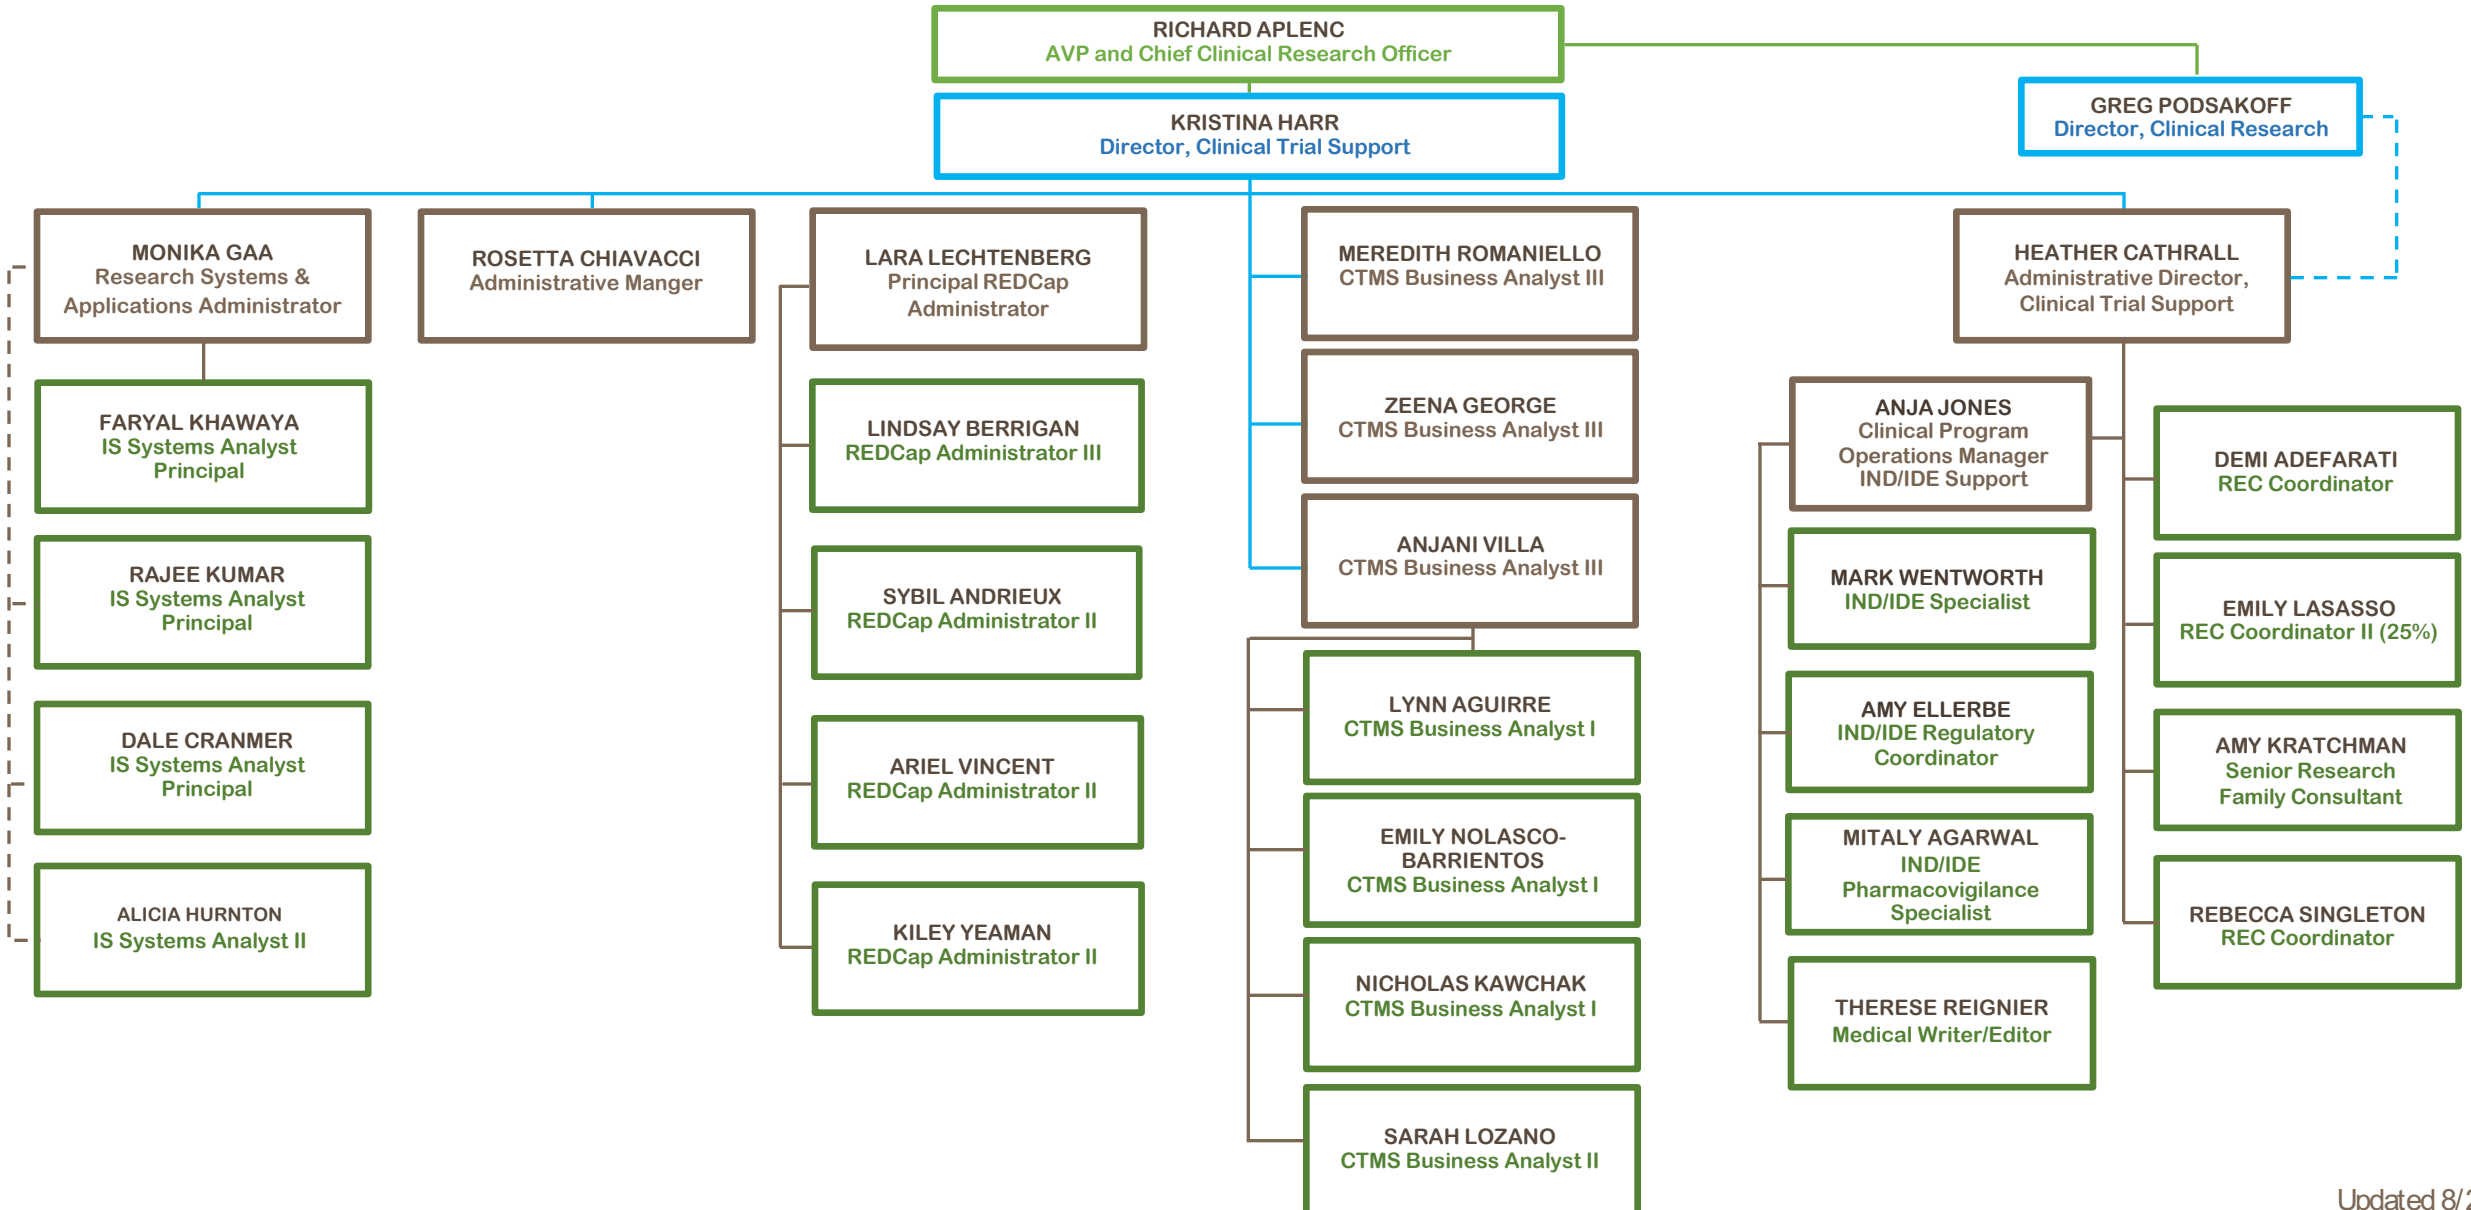 RICHARD APLENC
AVP and Chief Clinical Research Officer
KRISTINA HARR
Director, Clinical Trial Support
GREG PODSAKOFF
Director, Clinical Research
MONIKA GAA
Research Systems &
Applications Administrator
FARYAL KHAWAYA
IS Systems Analyst
Principal
RAJEE KUMAR
IS Systems Analyst
Principal
DALE CRANMER
IS Systems Analyst
Principal
ALICIA HURNTON
IS Systems Analyst II
ROSETTA CHIAVACCI
Administrative Manger
LARA LECHTENBERG
Principal REDCap
Administrator
LINDSAY BERRIGAN
REDCap Administrator III
SYBIL ANDRIEUX
REDCap Administrator II
ARIEL VINCENT
REDCap Administrator II
KILEY YEAMAN
REDCap Administrator II
MEREDITH ROMANIELLO
CTMS Business Analyst III
ZEENA GEORGE
CTMS Business Analyst III
ANJANI VILLA
CTMS Business Analyst III
LYNN AGUIRRE
CTMS Business Analyst I
EMILY NOLASCO-
BARRIENTOS
CTMS Business Analyst I
NICHOLAS KAWCHAK
CTMS Business Analyst I
SARAH LOZANO
CTMS Business Analyst II
HEATHER CATHRALL
Administrative Director,
Clinical Trial Support
ANJA JONES
Clinical Program
Operations Manager
IND/IDE Support
MARK WENTWORTH
IND/IDE Specialist
AMY ELLERBE
IND/IDE Regulatory
Coordinator
MITALY AGARWAL
IND/IDE
Pharmacovigilance
Specialist
THERESE REIGNIER
Medical Writer/Editor
DEMI ADEFARATI
REC Coordinator
EMILY LASASSO
REC Coordinator II (25%)
AMY KRATCHMAN
Senior Research
Family Consultant
REBECCA SINGLETON
REC Coordinator
Updated 8/